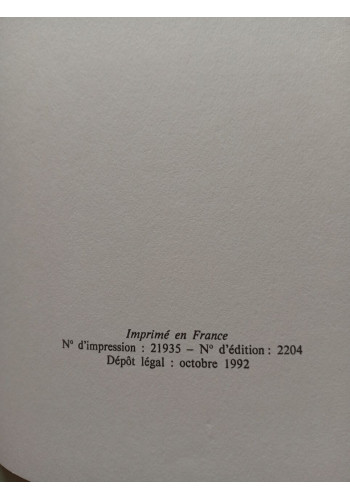 Imprimé en France
N° d'impression : 21935 – N° d'édition : 2204
Dépôt légal : octobre 1992